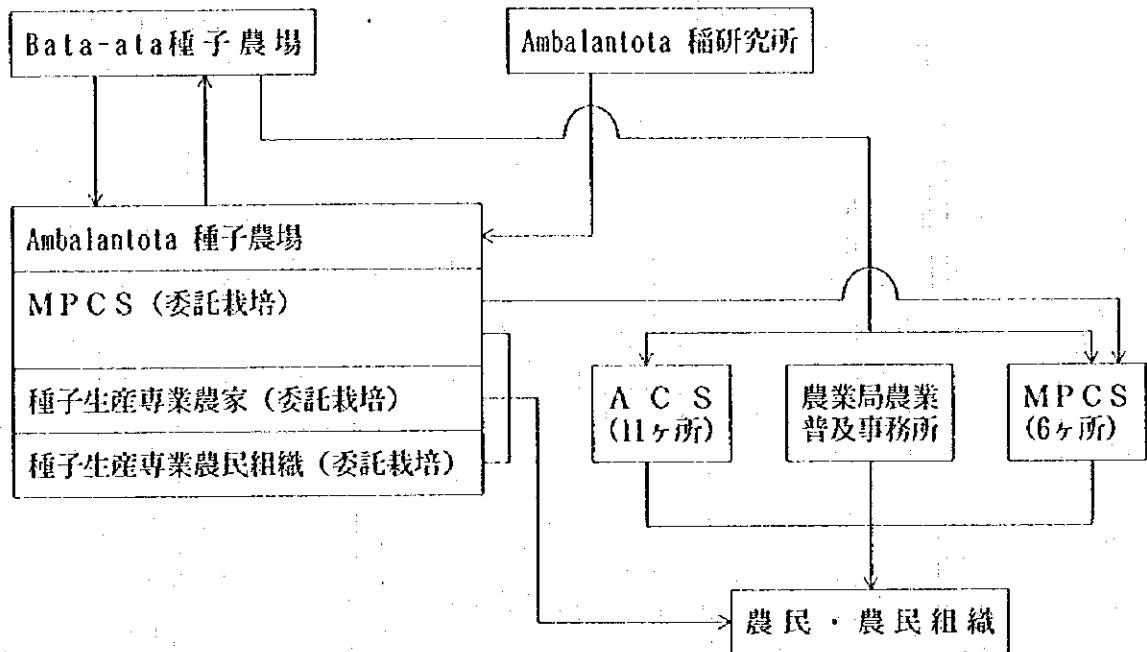 Bata-ata種子農場
Ambalantota 稲研究所
Ambalantota 種子農場
MPCS (委託栽培)
種子生産専業農家 (委託栽培)
種子生産専業農民組織 (委託栽培)
ACS
(11ヶ所)
農業局農業
普及事務所
MPCS
(6ヶ所)
農民・農民組織